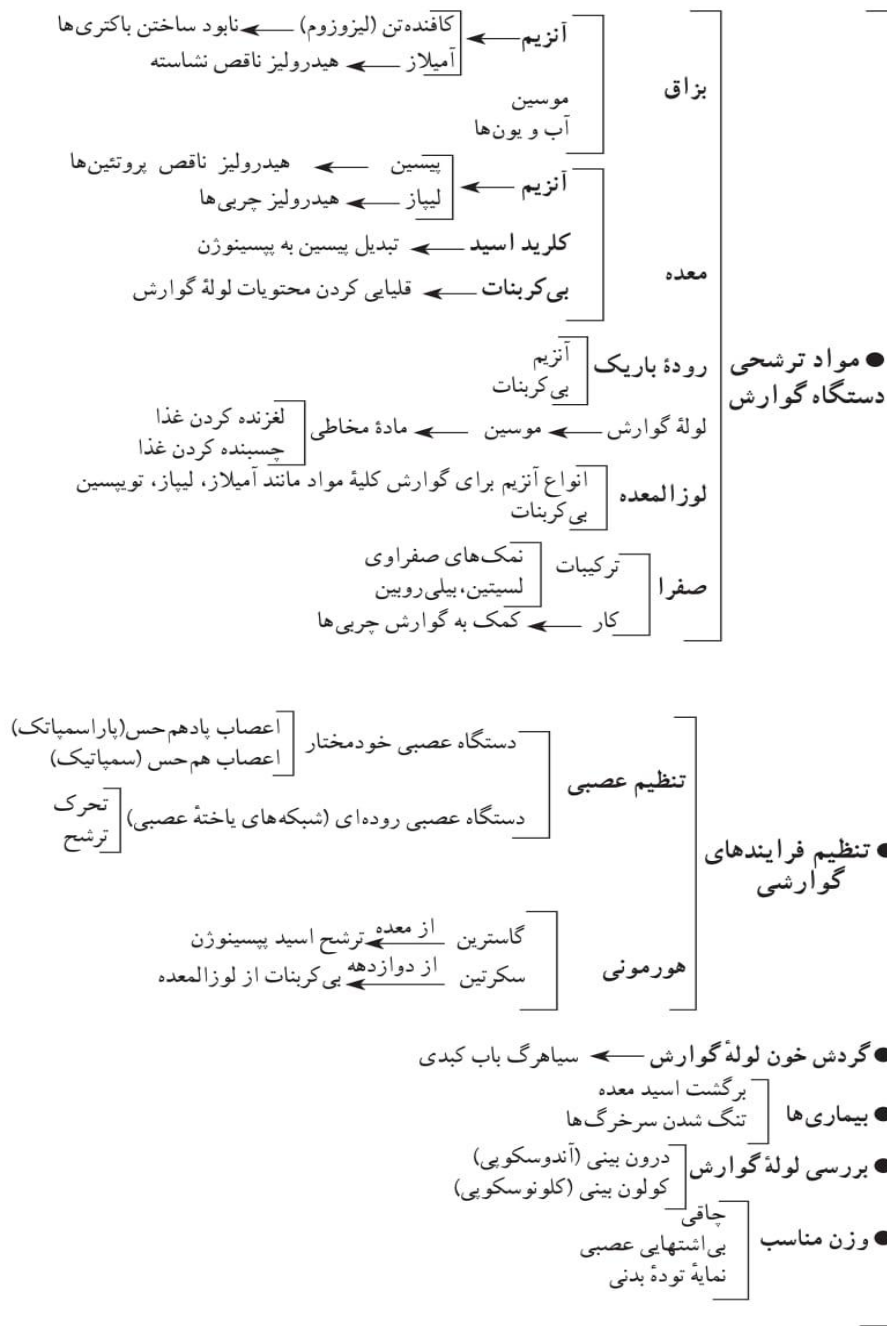 ● مواد ترشحی
دستگاه گوارش
بزاق
آنزیم
کافنده‌تن (لیزوزوم) ← نابود ساختن باکتری‌ها
آمیلاز ← هیدرولیز ناقص نشاسته
موسین
آب و یون‌ها
معده
آنزیم ←
پپسین ← هیدرولیز ناقص پروتئین‌ها
لیپاز ← هیدرولیز چربی‌ها
کلرید اسید ← تبدیل پپسین به پپسینوژن
بی‌کربنات ← قلیایی کردن محتویات لولهٔ گوارش
رودهٔ باریک
آنزیم
بی‌کربنات
لولهٔ گوارش ← موسین ← مادهٔ مخاطی
لغزنده کردن غذا
چسبنده کردن غذا
لوزالمعده
انواع آنزیم برای گوارش کلیهٔ مواد مانند آمیلاز، لیپاز، توییپسین
بی‌کربنات
صفرا
ترکیبات
نمک‌های صفراوی
لسیتین، بیلی‌روبین
کار ← کمک به گوارش چربی‌ها
● تنظیم فرایندهای
گوارشی
تنظیم عصبی
دستگاه عصبی خودمختار
اعصاب پادهم‌حس(پاراسمپاتک)
اعصاب هم‌حس (سمپاتیک)
دستگاه عصبی روده‌ای (شبکه‌های یاختهٔ عصبی)
تحرک
ترشح
هورمونی
گاسترین ← از معده ترشح اسید پپسینوژن
سکرتین ← از دوازدهه بی‌کربنات از لوزالمعده
● گردش خون لولهٔ گوارش ← سیاهرگ باب کبدی
● بیماری‌ها
برگشت اسید معده
تنگ شدن سرخرگ‌ها
● بررسی لولهٔ گوارش
درون بینی (آندوسکوپی)
کولون بینی (کلونوسکوپی)
● وزن مناسب
چاقی
بی‌اشتهایی عصبی
نمایهٔ تودهٔ بدنی